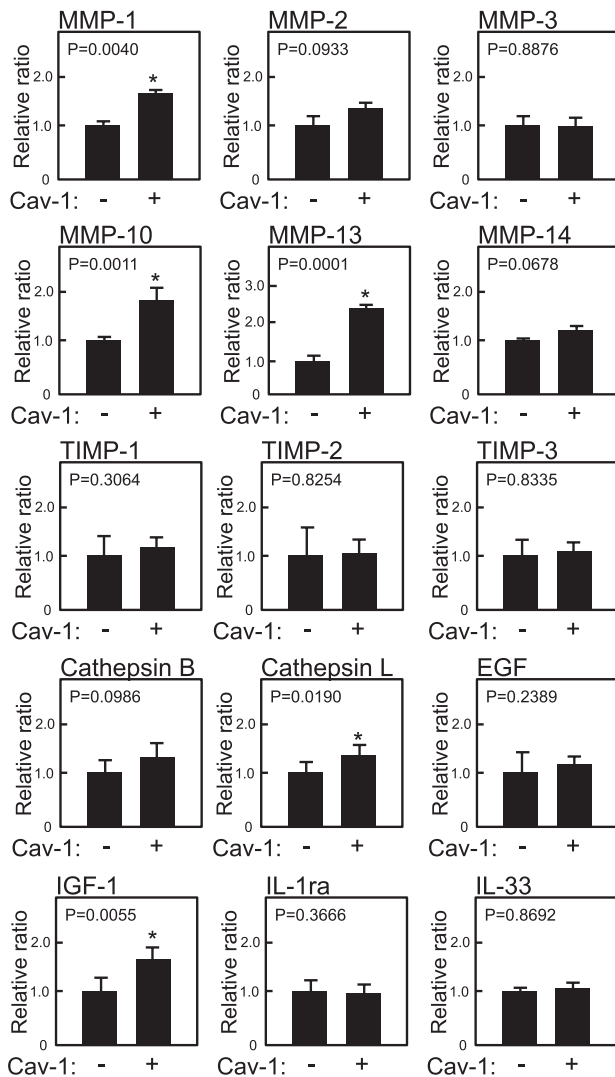 MMP-1 MMP-2 MMP-3
P=0.0040 P=0.0933 P=0.8876
Relative ratio 2.0 1.0 0 * Relative ratio 2.0 1.0 0 Relative ratio 2.0 1.0 0
Cav-1: - + Cav-1: - + Cav-1: - +
MMP-10 MMP-13 MMP-14
P=0.0011 P=0.0001 P=0.0678
Relative ratio 2.0 1.0 0 * Relative ratio 3.0 2.0 1.0 0 * Relative ratio 2.0 1.0 0
Cav-1: - + Cav-1: - + Cav-1: - +
TIMP-1 TIMP-2 TIMP-3
P=0.3064 P=0.8254 P=0.8335
Relative ratio 2.0 1.0 0 Relative ratio 2.0 1.0 0 Relative ratio 2.0 1.0 0
Cav-1: - + Cav-1: - + Cav-1: - +
Cathepsin B Cathepsin L EGF
P=0.0986 P=0.0190 P=0.2389
Relative ratio 2.0 1.0 0 Relative ratio 2.0 1.0 0 * Relative ratio 2.0 1.0 0
Cav-1: - + Cav-1: - + Cav-1: - +
IGF-1 IL-1ra IL-33
P=0.0055 P=0.3666 P=0.8692
Relative ratio 2.0 1.0 0 * Relative ratio 2.0 1.0 0 Relative ratio 2.0 1.0 0
Cav-1: - + Cav-1: - + Cav-1: - +